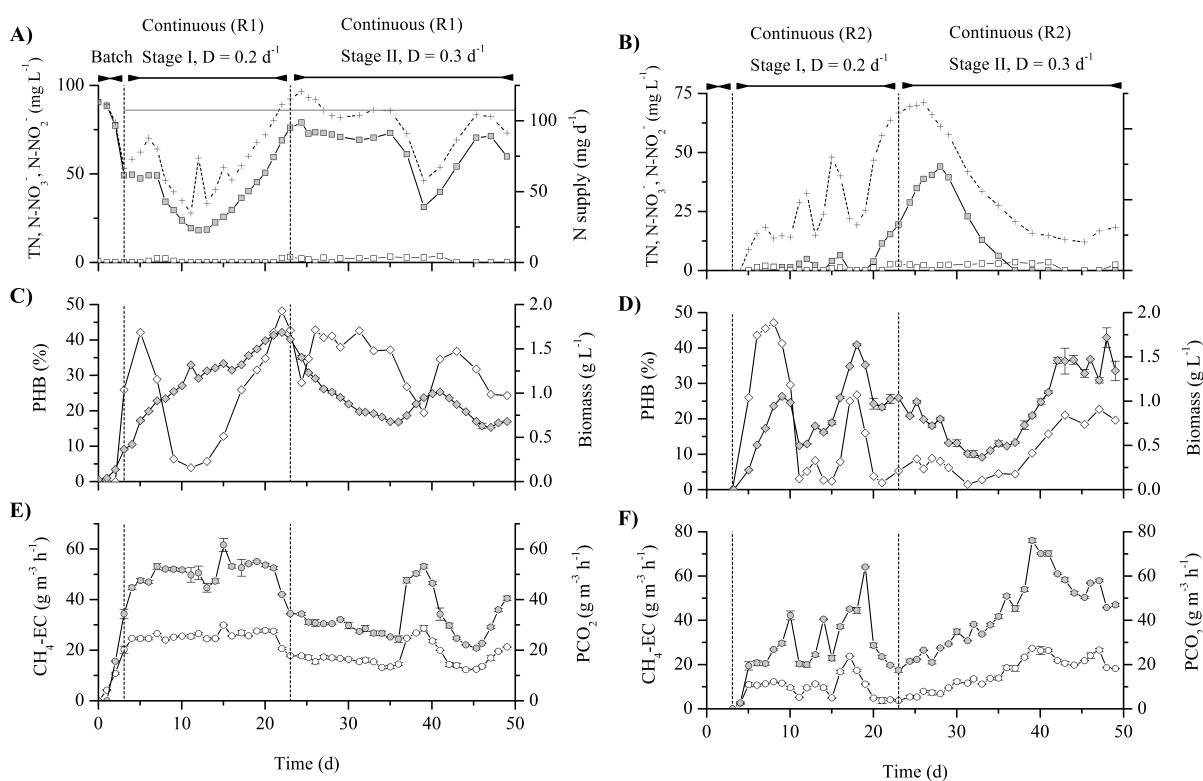 A)
Continuous (R1)
Continuous (R1)
Batch
Stage I, D = 0.2 d⁻¹
Stage II, D = 0.3 d⁻¹
TN, N-NO₃⁻, N-NO₂⁻ (mg L⁻¹)
100
50
0
100
50
0
N supply (mg d⁻¹)
B)
Continuous (R2)
Continuous (R2)
Stage I, D = 0.2 d⁻¹
Stage II, D = 0.3 d⁻¹
TN, N-NO₃⁻, N-NO₂⁻ (mg L⁻¹)
75
50
25
0
C)
PHB (%)
50
40
30
20
10
0
2.0
1.5
1.0
0.5
0.0
Biomass (g L⁻¹)
D)
PHB (%)
50
40
30
20
10
0
2.0
1.5
1.0
0.5
0.0
Biomass (g L⁻¹)
E)
CH₄-EC (g m⁻³ h⁻¹)
60
40
20
0
60
40
20
0
PCO₂ (g m⁻³ h⁻¹)
0 10 20 30 40 50
Time (d)
F)
CH₄-EC (g m⁻³ h⁻¹)
80
60
40
20
0
80
60
40
20
0
PCO₂ (g m⁻³ h⁻¹)
0 10 20 30 40 50
Time (d)